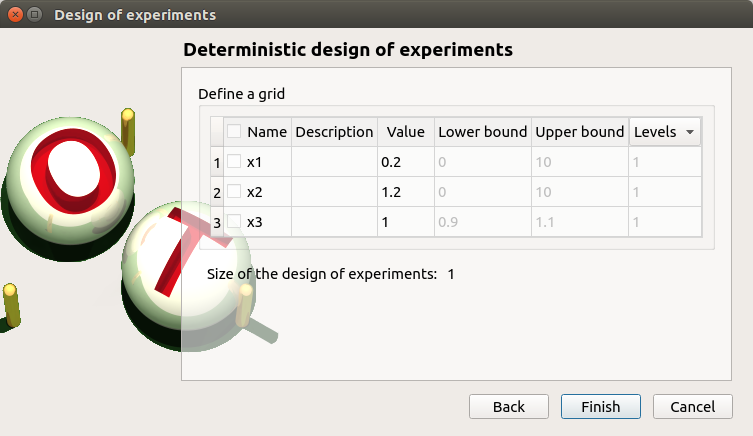 Design of experiments
Deterministic design of experiments
Define a grid
Name Description Value Lower bound Upper bound Levels
1 x1 0.2 0 10 1
2 x2 1.2 0 10 1
3 x3 1 0.9 1.1 1
Size of the design of experiments: 1
Back Finish Cancel